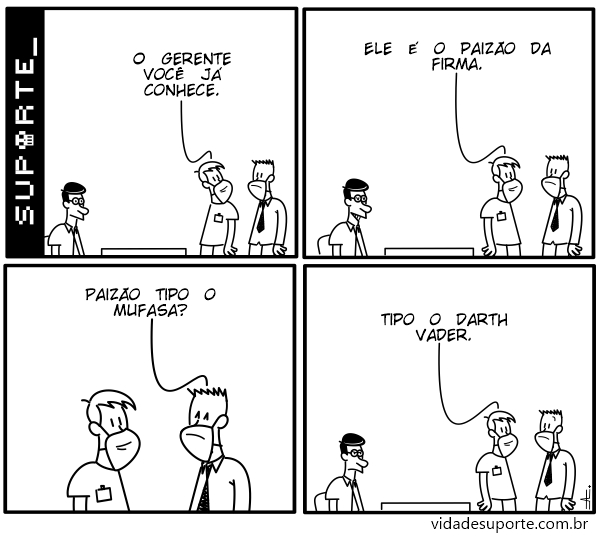 SUPORTE_
O GERENTE
VOCÊ JÁ
CONHECE.
ELE É O PAIZÃO DA
FIRMA.
PAIZÃO TIPO O
MUFASA?
TIPO O DARTH
VADER.
vidadesuporte.com.br